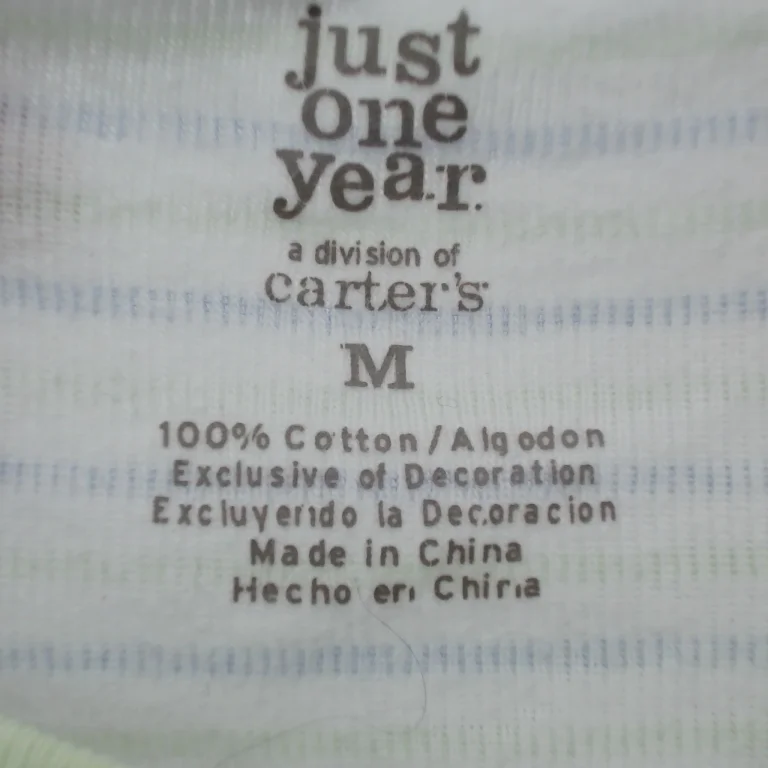 just
one
year.
a division of
carter's
M
100% Cotton/Algodon
Exclusive of Decoration
Excluyendo la Decoracion
Made in China
Hecho en China